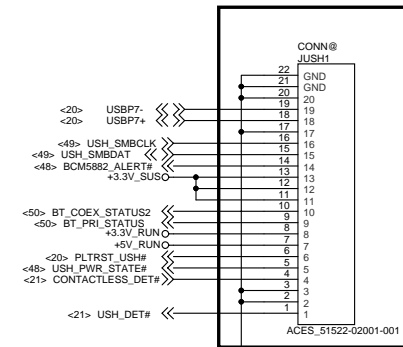 CONN@
JUSH1
22 GND
21 GND
20 20
<20> USBP7- 19 19
<20> USBP7+ 18 18
17 17
<49> USH_SMBCLK 16 16
<49> USH_SMBDAT 15 15
<48> BCM5882_ALERT# 14 14
+3.3V_SUS 13 13
12 12
11 11
<50> BT_COEX_STATUS2 10 10
<50> BT_PRI_STATUS 9 9
+3.3V_RUN 8 8
+5V_RUN 7 7
<20> PLTRST_USH# 6 6
<48> USH_PWR_STATE# 5 5
<21> CONTACTLESS_DET# 4 4
3 3
2 2
<21> USH_DET# 1 1
ACES_51522-02001-001